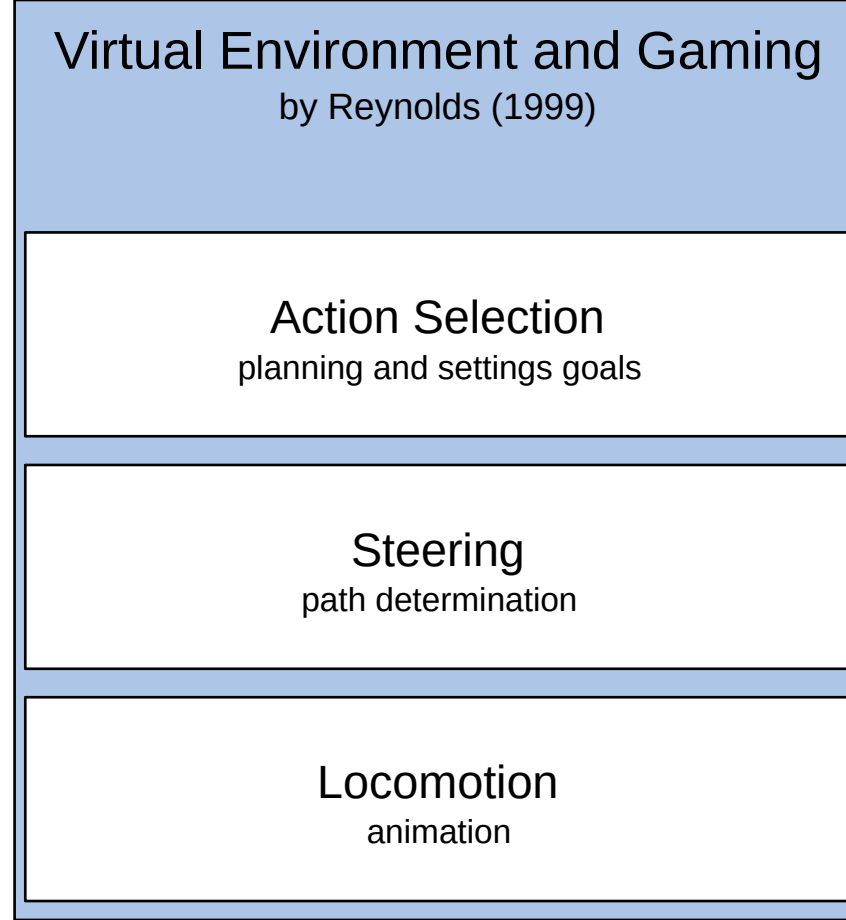 Virtual Environment and Gaming
by Reynolds (1999)
Action Selection
planning and settings goals
Steering
path determination
Locomotion
animation